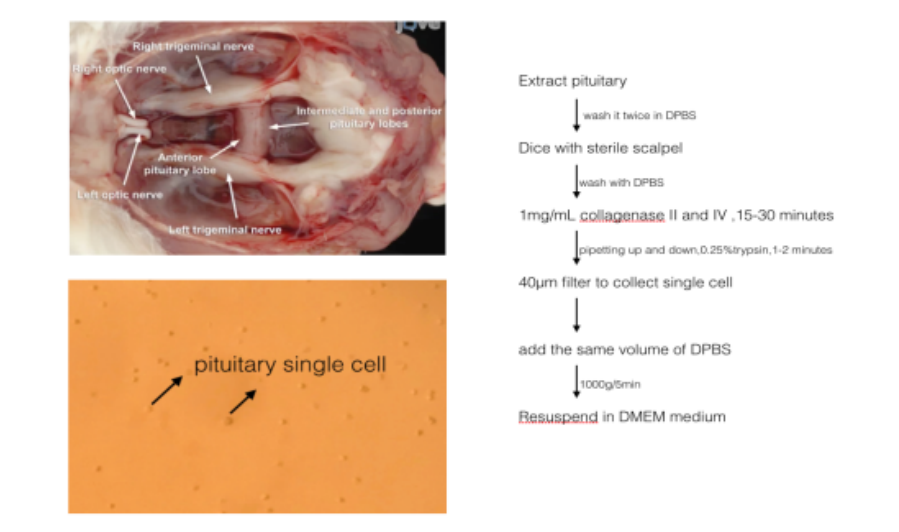 Right trigeminal nerve
Right optic nerve
Intermediate and posterior
pituitary lobes
Anterior
pituitary lobe
Left optic nerve
Left trigeminal nerve
pituitary single cell
Extract pituitary
wash it twice in DPBS
Dice with sterile scalpel
wash with DPBS
1mg/mL collagenase II and IV ,15-30 minutes
pipetting up and down,0.25%trypsin,1-2 minutes
40μm filter to collect single cell
add the same volume of DPBS
1000g/5min
Resuspend in DMEM medium